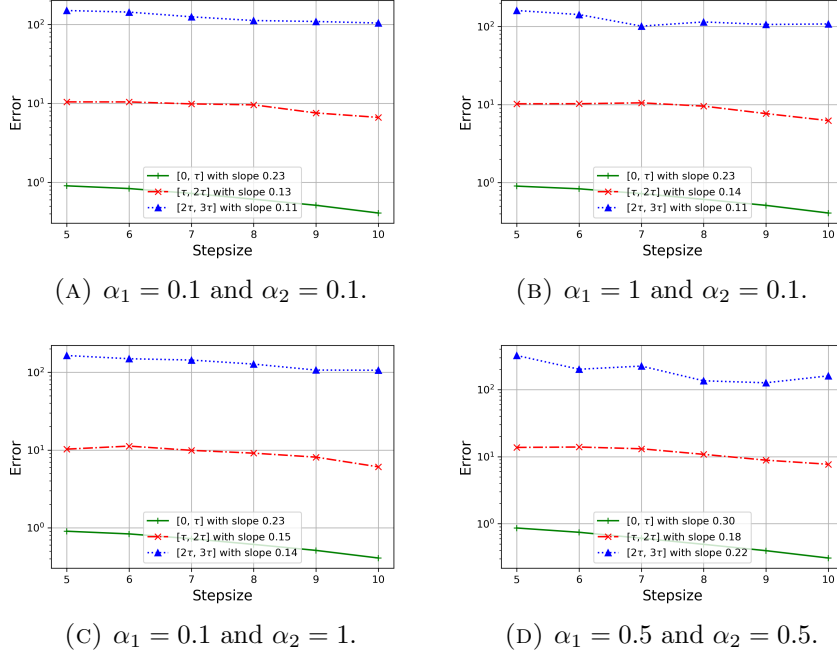 10²
10¹
10⁰
Error
[0, τ] with slope 0.23
[τ, 2τ] with slope 0.13
[2τ, 3τ] with slope 0.11
5 6 7 8 9 10
Stepsize
(A) α₁ = 0.1 and α₂ = 0.1.
10²
10¹
10⁰
Error
[0, τ] with slope 0.23
[τ, 2τ] with slope 0.14
[2τ, 3τ] with slope 0.11
5 6 7 8 9 10
Stepsize
(B) α₁ = 1 and α₂ = 0.1.
10²
10¹
10⁰
Error
[0, τ] with slope 0.23
[τ, 2τ] with slope 0.15
[2τ, 3τ] with slope 0.14
5 6 7 8 9 10
Stepsize
(C) α₁ = 0.1 and α₂ = 1.
10²
10¹
10⁰
Error
[0, τ] with slope 0.30
[τ, 2τ] with slope 0.18
[2τ, 3τ] with slope 0.22
5 6 7 8 9 10
Stepsize
(D) α₁ = 0.5 and α₂ = 0.5.